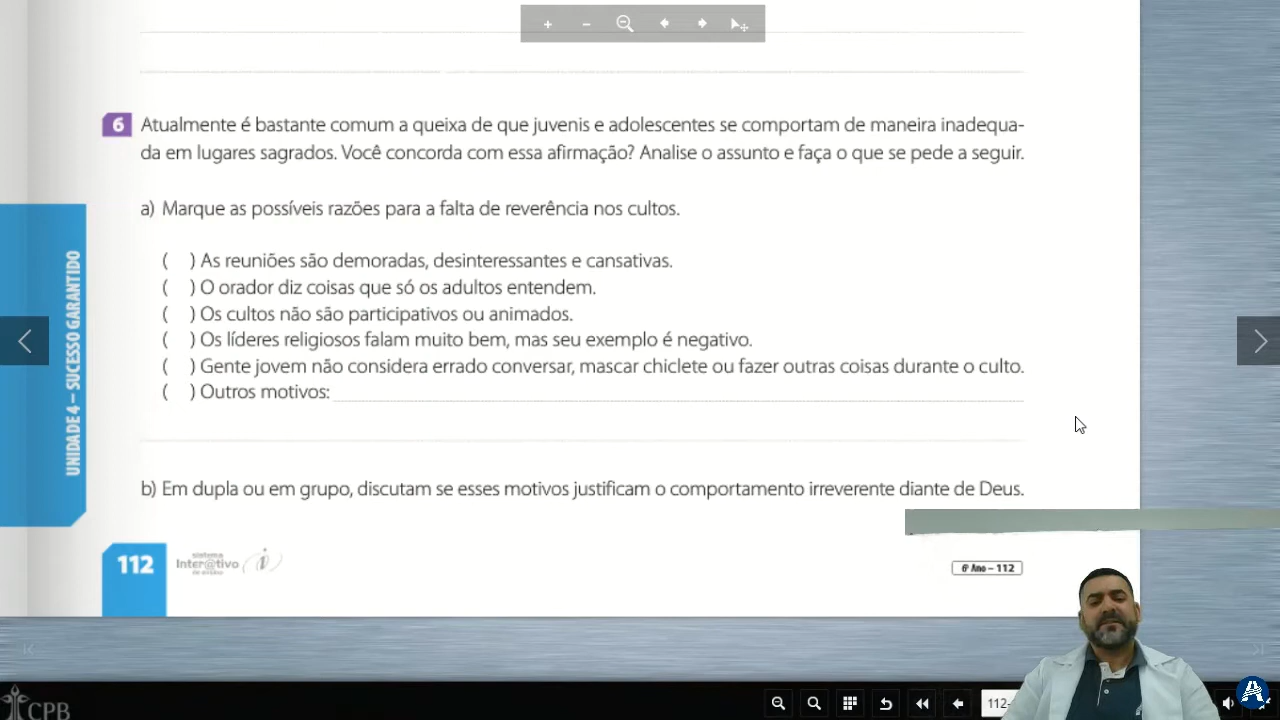 6 Atualmente é bastante comum a queixa de que juvenis e adolescentes se comportam de maneira inadequa-
da em lugares sagrados. Você concorda com essa afirmação? Analise o assunto e faça o que se pede a seguir.
a) Marque as possíveis razões para a falta de reverência nos cultos.
( ) As reuniões são demoradas, desinteressantes e cansativas.
( ) O orador diz coisas que só os adultos entendem.
( ) Os cultos não são participativos ou animados.
( ) Os líderes religiosos falam muito bem, mas seu exemplo é negativo.
( ) Gente jovem não considera errado conversar, mascar chiclete ou fazer outras coisas durante o culto.
( ) Outros motivos:
UNIDADE 4 – SUCESSO GARANTIDO
b) Em dupla ou em grupo, discutam se esses motivos justificam o comportamento irreverente diante de Deus.
112
sistema
Inter@tivo
de ensino
6º Ano – 112
CPB
112-